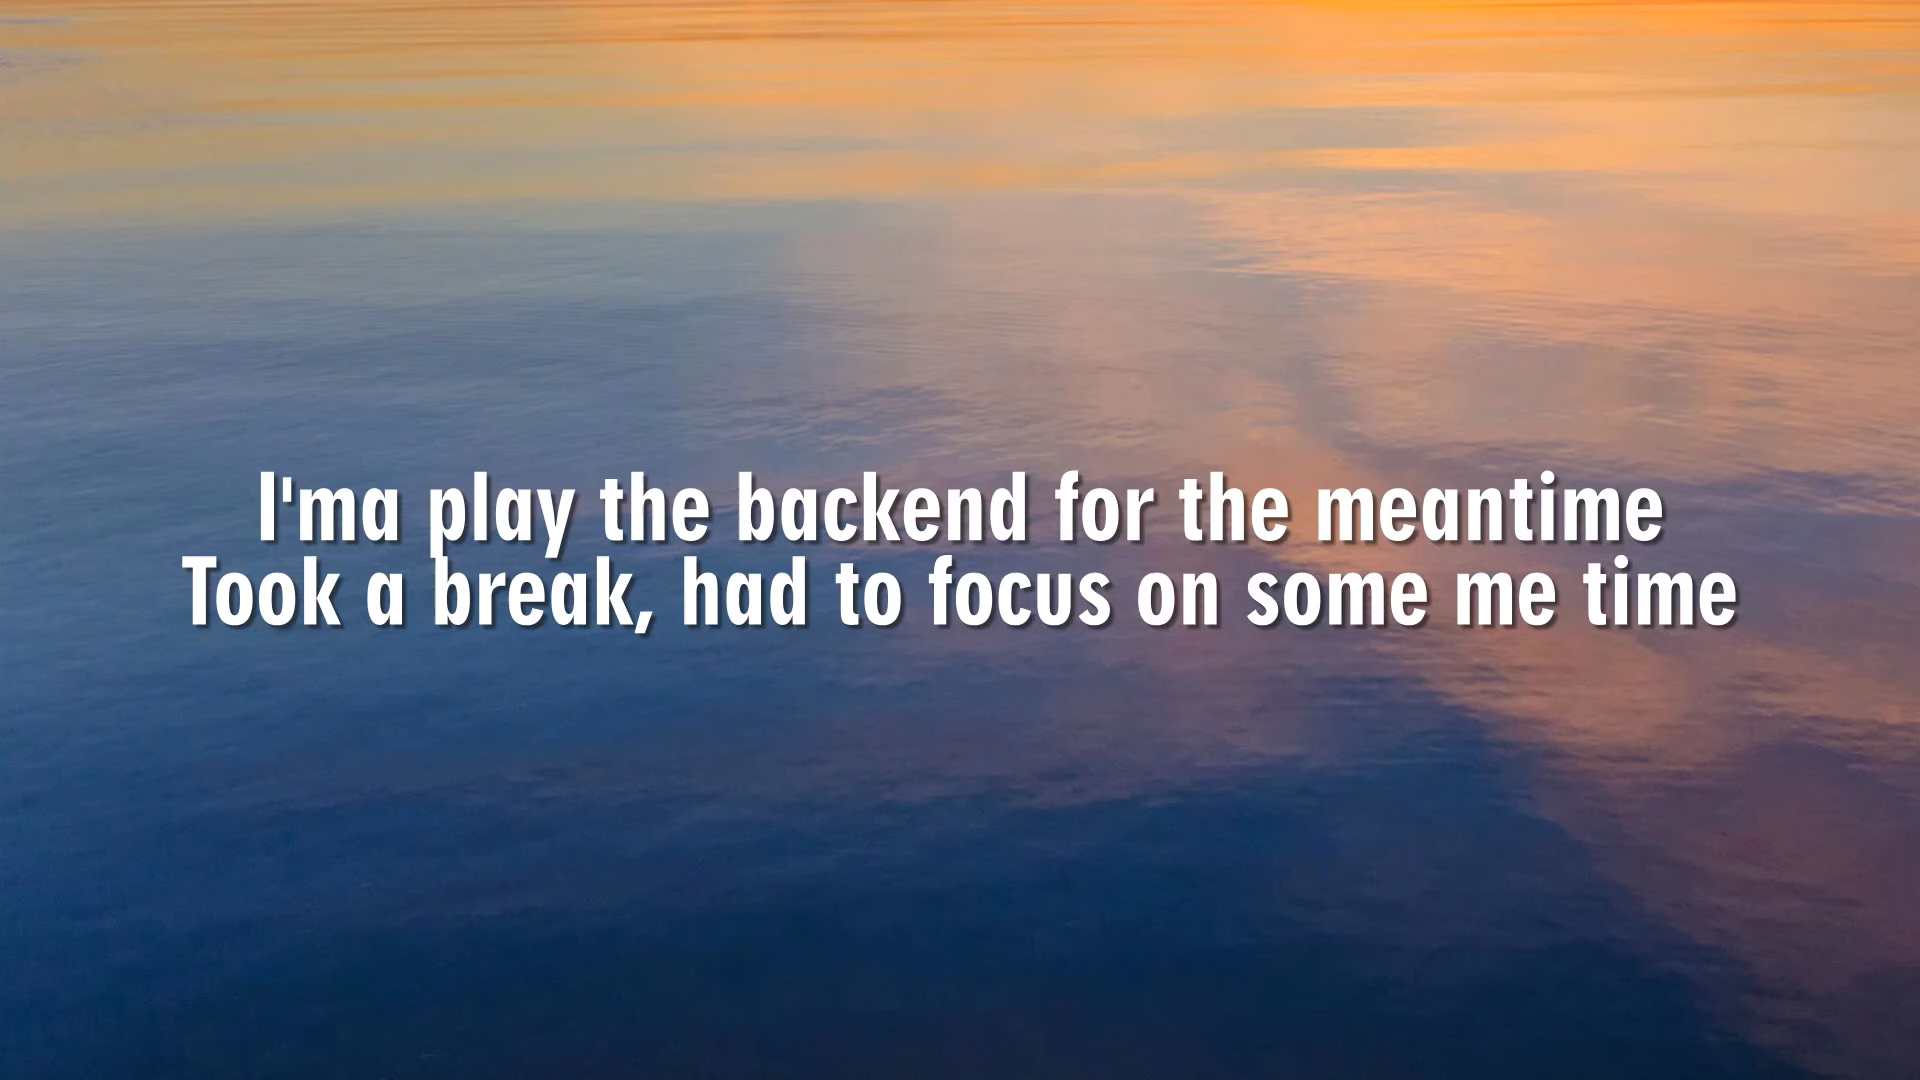 I'ma play the backend for the meantime
Took a break, had to focus on some me time